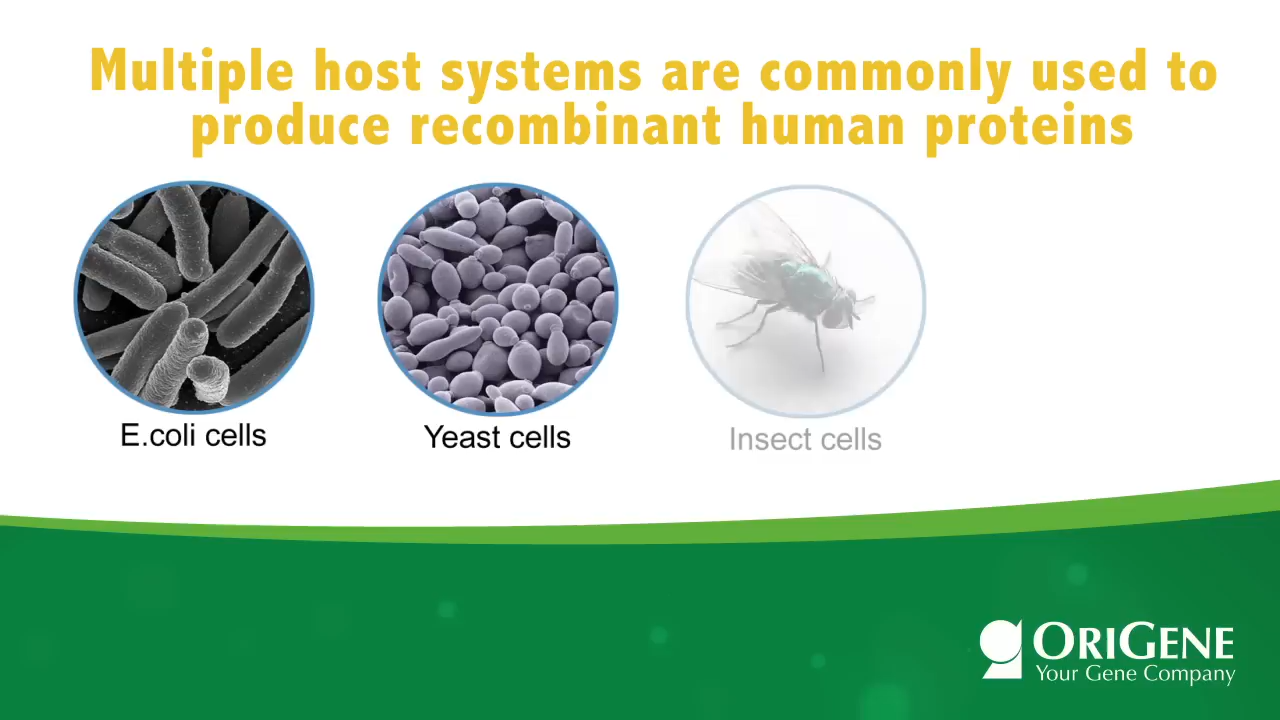 Multiple host systems are commonly used to
produce recombinant human proteins
E.coli cells
Yeast cells
Insect cells
ORIGENE
Your Gene Company